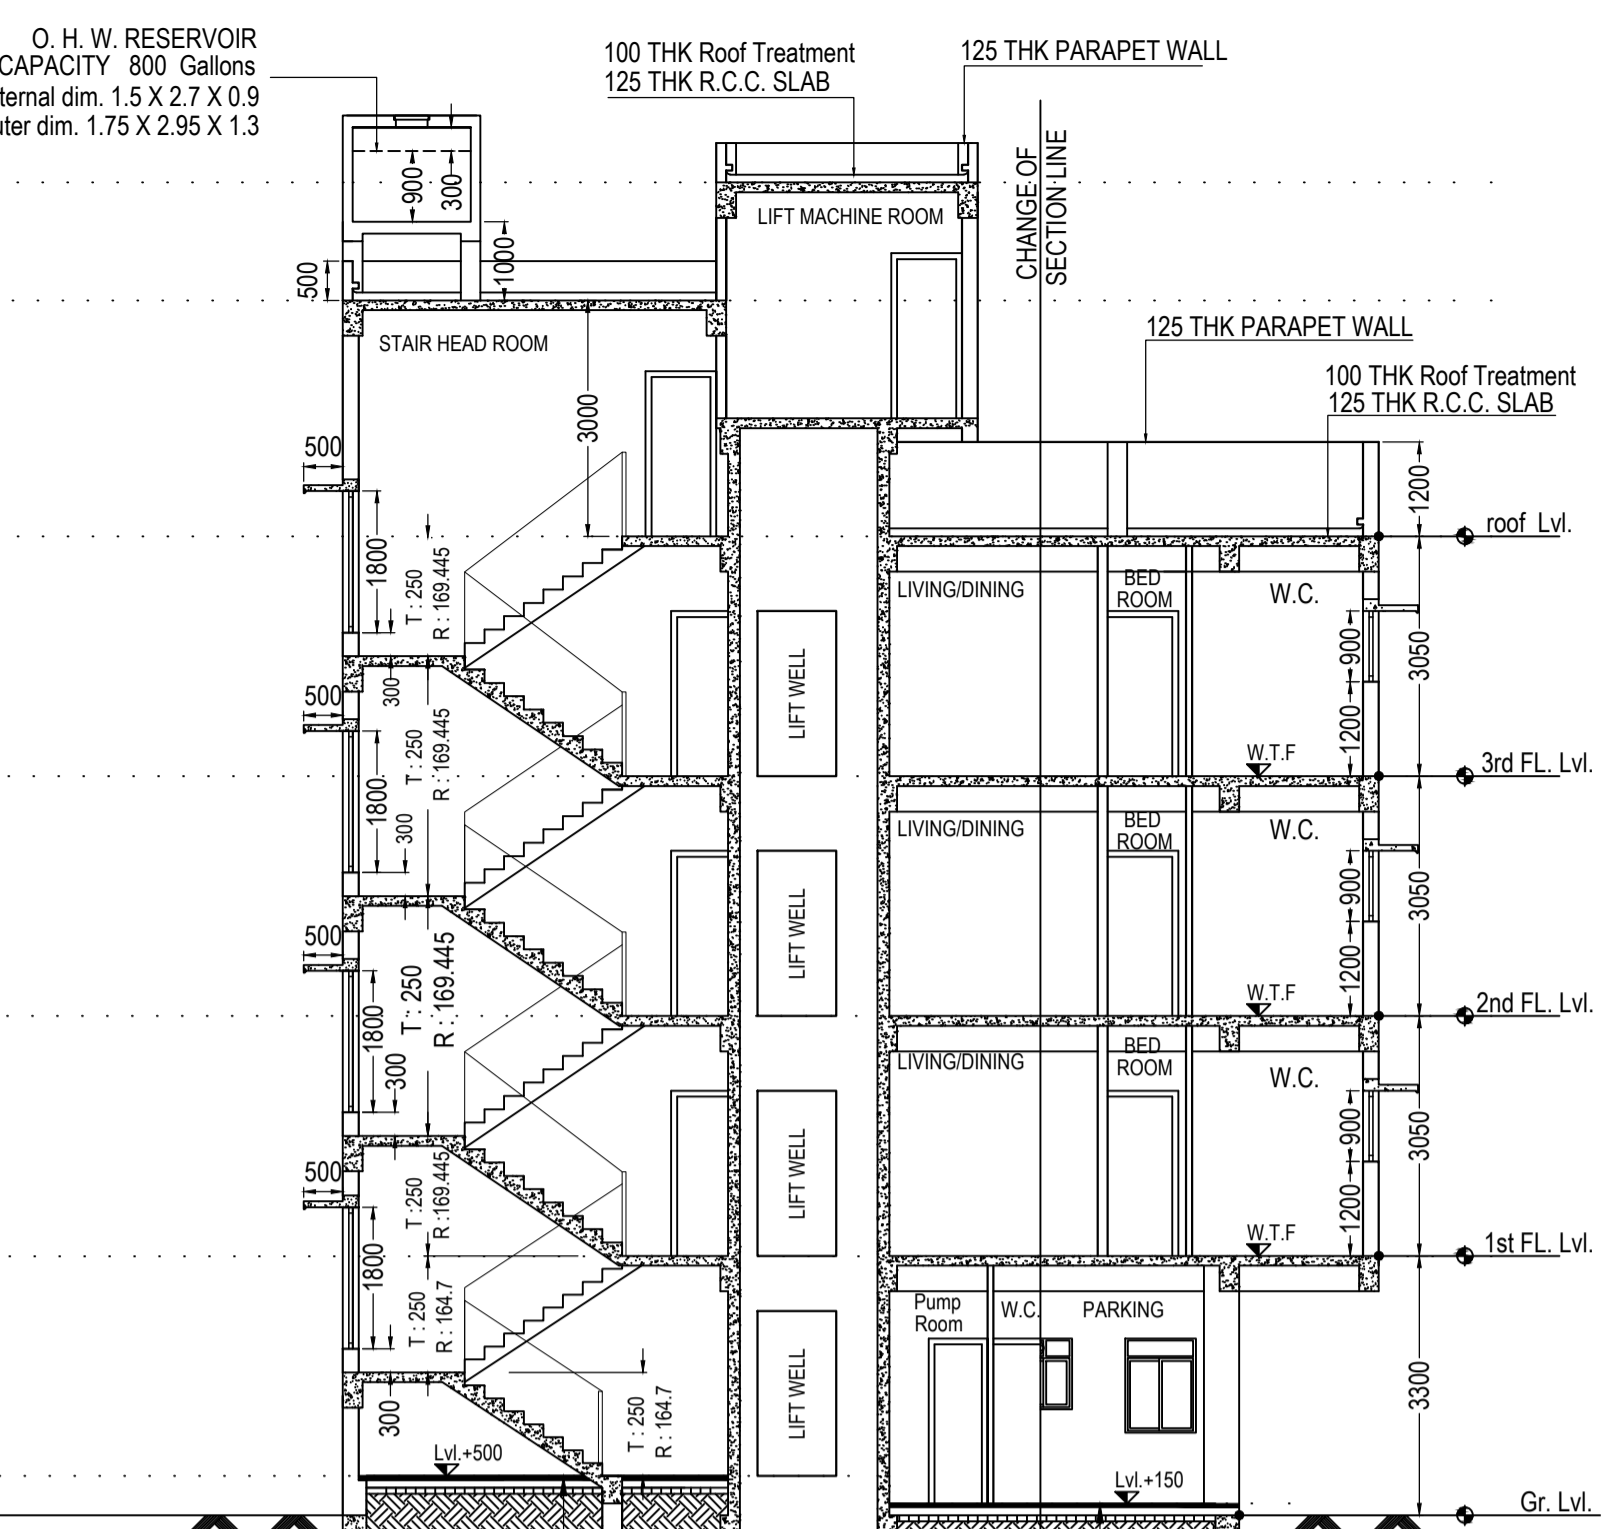 O. H. W. RESERVOIR
CAPACITY 800 Gallons
ternal dim. 1.5 X 2.7 X 0.9
uter dim. 1.75 X 2.95 X 1.3
100 THK Roof Treatment
125 THK R.C.C. SLAB
125 THK PARAPET WALL
CHANGE OF
SECTION LINE
900
300
1000
500
LIFT MACHINE ROOM
STAIR HEAD ROOM
3000
125 THK PARAPET WALL
100 THK Roof Treatment
125 THK R.C.C. SLAB
1200
roof Lvl.
500
1800
T : 250
R : 169.445
300
LIVING/DINING
BED
ROOM
W.C.
900
1200
3050
LIFT WELL
W.T.F
3rd FL. Lvl.
500
1800
T : 250
R : 169.445
300
LIVING/DINING
BED
ROOM
W.C.
900
1200
3050
LIFT WELL
W.T.F
2nd FL. Lvl.
500
1800
T : 250
R : 169.445
300
LIVING/DINING
BED
ROOM
W.C.
900
1200
3050
LIFT WELL
W.T.F
1st FL. Lvl.
500
1800
T :250
R :169.445
T : 250
R : 164.7
300
Pump
Room
W.C.
PARKING
3300
LIFT WELL
T : 250
R : 164.7
Lvl.+500
Lvl.+150
Gr. Lvl.